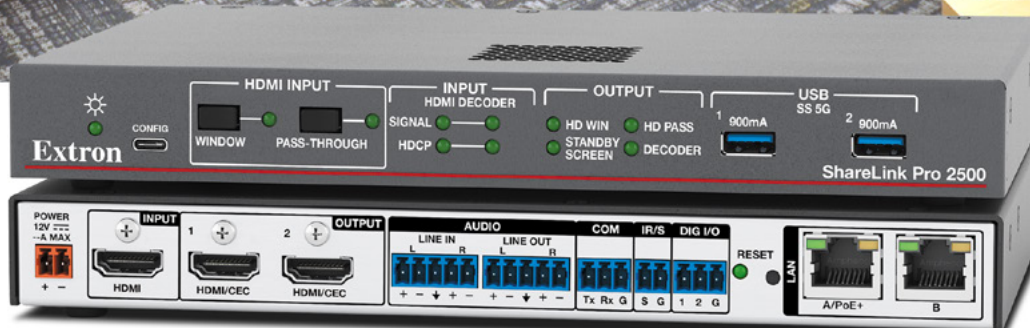 HDMI INPUT
WINDOW
PASS-THROUGH
CONFIG
Extron
INPUT
HDMI DECODER
SIGNAL
HDCP
OUTPUT
HD WIN
HD PASS
STANDBY
SCREEN
DECODER
USB
SS 5G
1 900mA
2 900mA
ShareLink Pro 2500
POWER
12V
--A MAX
+ −
INPUT
HDMI
OUTPUT
1
2
HDMI/CEC
HDMI/CEC
AUDIO
LINE IN
L R
+ − + −
LINE OUT
L R
+ − + −
COM
Tx Rx G
IR/S
S G
DIG I/O
1 2 G
RESET
LAN
A/PoE+
B